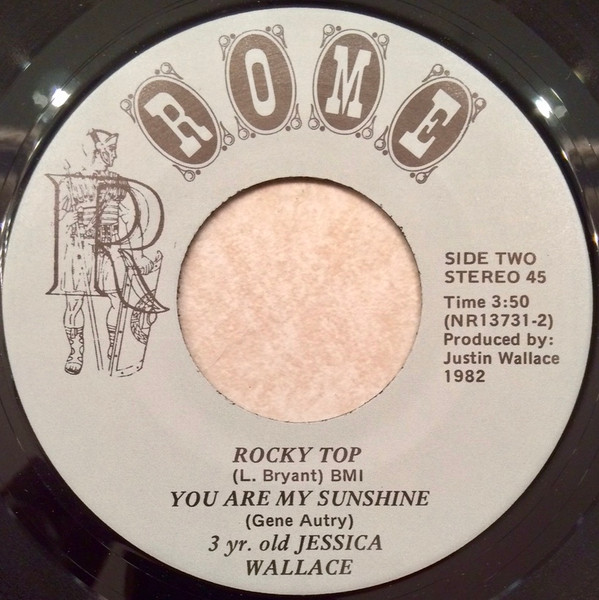 ROME
R
SIDE TWO
STEREO 45
Time 3:50
(NR13731-2)
Produced by:
Justin Wallace
1982
ROCKY TOP
(L. Bryant) BMI
YOU ARE MY SUNSHINE
(Gene Autry)
3 yr. old JESSICA
WALLACE